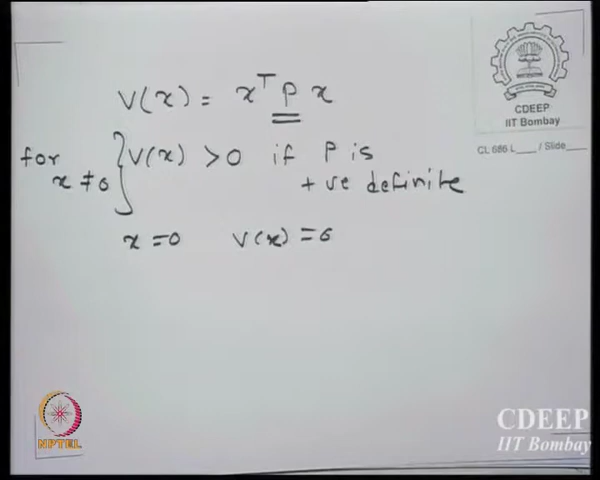 CDEEP
IIT Bombay
CL 686 L___ / Slide___
V(x) = xᵀ P x
for x ≠ 0 } V(x) > 0 if P is
+ ve definite
x = 0 V(x) = 0
NPTEL
CDEEP
IIT Bombay